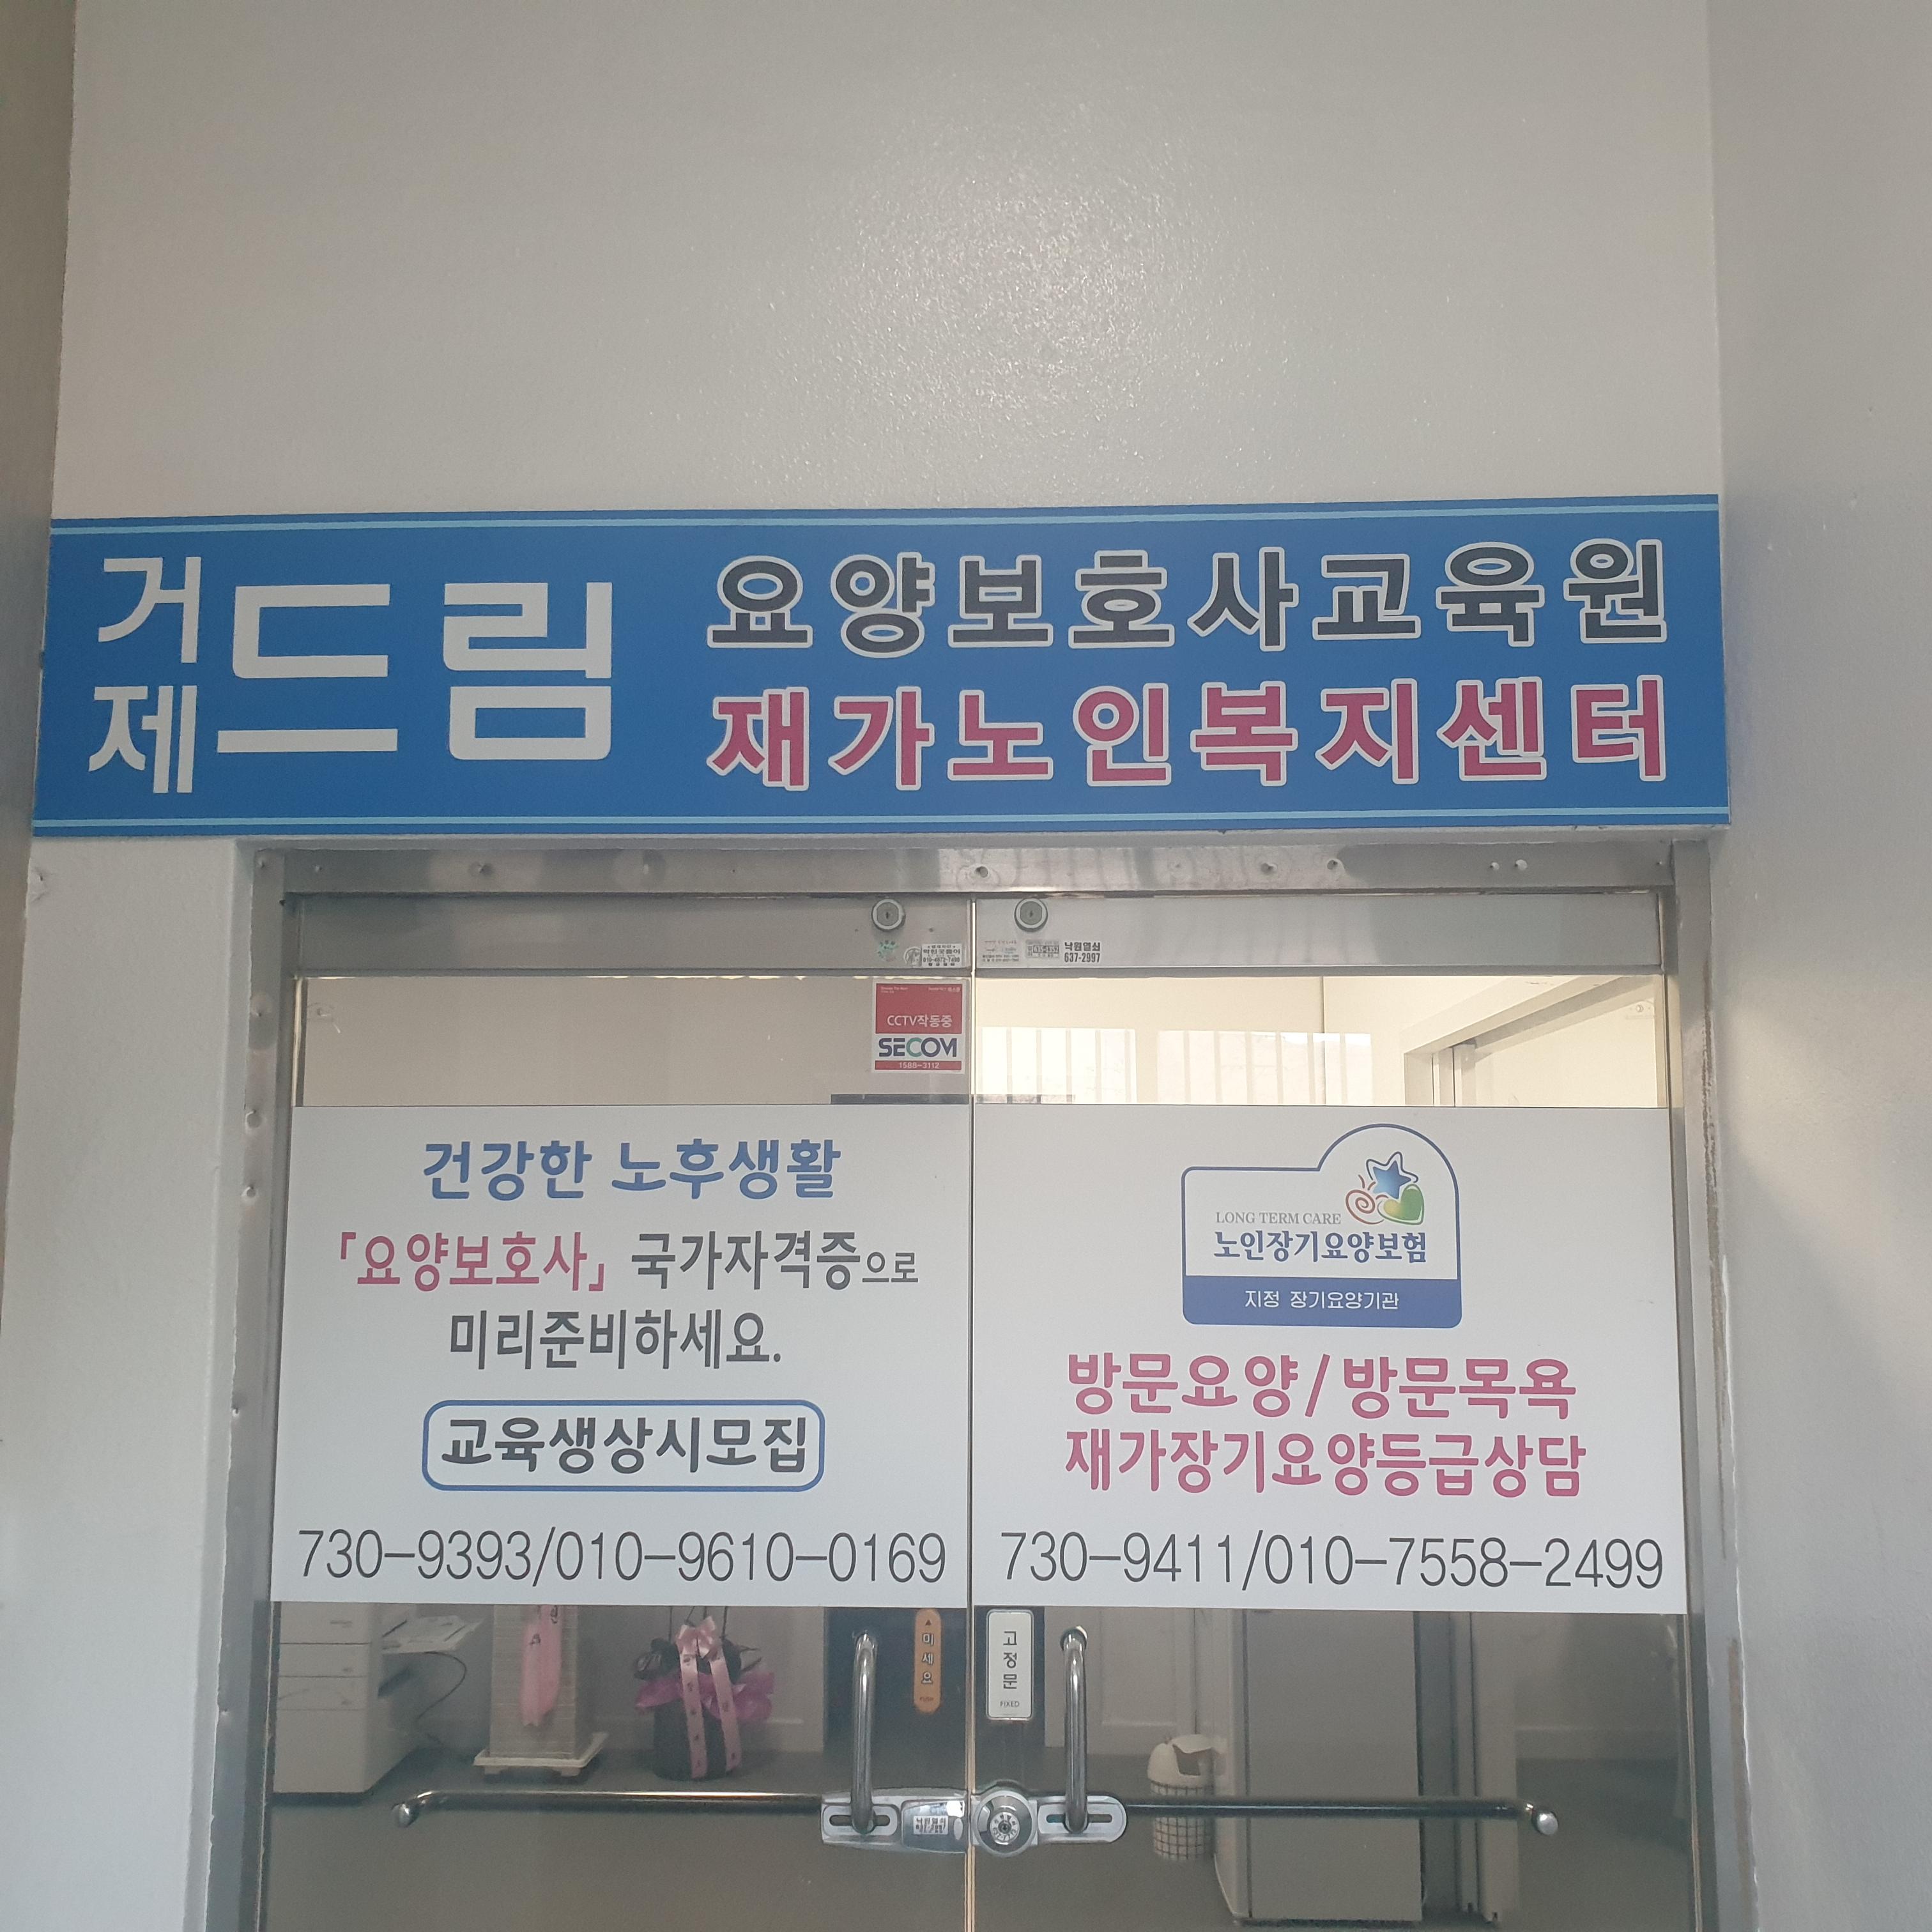 거제드림 요양보호사교육원
재가노인복지센터
낙원열쇠
637-2997
CCTV작동중
SECOM
1588-3112
건강한 노후생활
「요양보호사」 국가자격증으로
미리준비하세요.
교육생상시모집
730-9393/010-9610-0169
LONG TERM CARE
노인장기요양보험
지정 장기요양기관
방문요양/방문목욕
재가장기요양등급상담
730-9411/010-7558-2499
▲미세요
PUSH
고정문
FIXED